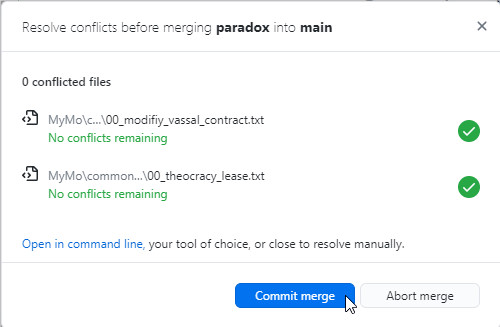 Resolve conflicts before merging paradox into main
0 conflicted files
MyMo\c...\00_modifiy_vassal_contract.txt
No conflicts remaining
MyMo\common...\00_theocracy_lease.txt
No conflicts remaining
Open in command line, your tool of choice, or close to resolve manually.
Commit merge
Abort merge